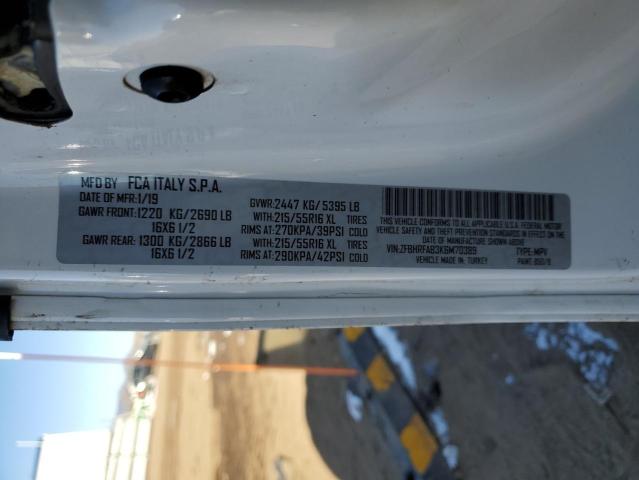 MFD BY FCA ITALY S.P.A.
DATE OF MFR:1/19
GAWR FRONT:1220 KG/2690 LB
16X6 1/2
GAWR REAR: 1300 KG/2866 LB
16X6 1/2
GVWR:2447 KG/ 5395 LB
WITH:215/55R16 XL TIRES
RIMS AT:270KPA/39PSI COLD
WITH:215/55R16 XL TIRES
RIMS AT:290KPA/42PSI COLD
THIS VEHICLE CONFORMS TO ALL APPLICABLE U.S.A. FEDERAL MOTOR
VEHICLE SAFETY AND THEFT PREVENTION STANDARDS IN EFFECT ON
THE DATE OF MANUFACTURE SHOWN ABOVE.
VIN:ZFBHRFAB3K6M70389 TYPE:MPV
MADE IN: TURKEY PAINT: